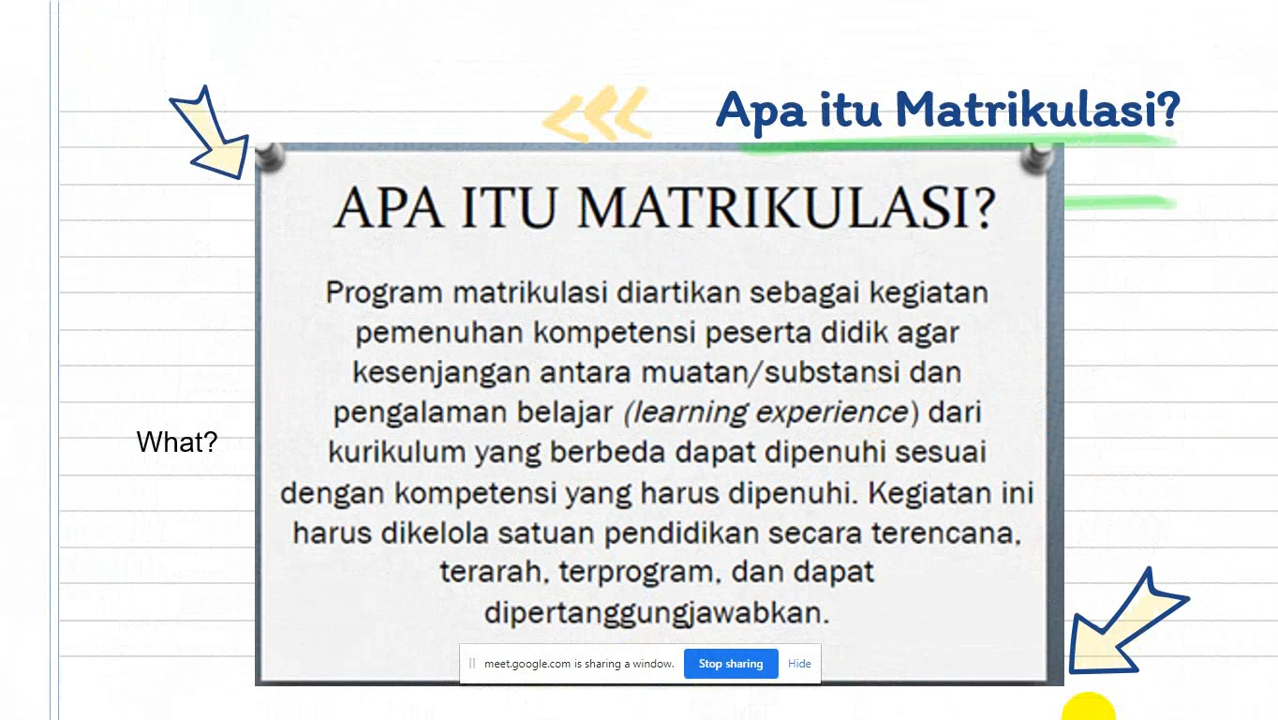 Apa itu Matrikulasi?
APA ITU MATRIKULASI?
Program matrikulasi diartikan sebagai kegiatan
pemenuhan kompetensi peserta didik agar
kesenjangan antara muatan/substansi dan
pengalaman belajar (learning experience) dari
kurikulum yang berbeda dapat dipenuhi sesuai
dengan kompetensi yang harus dipenuhi. Kegiatan ini
harus dikelola satuan pendidikan secara terencana,
terarah, terprogram, dan dapat
dipertanggungjawabkan.
What?
meet.google.com is sharing a window.
Stop sharing
Hide